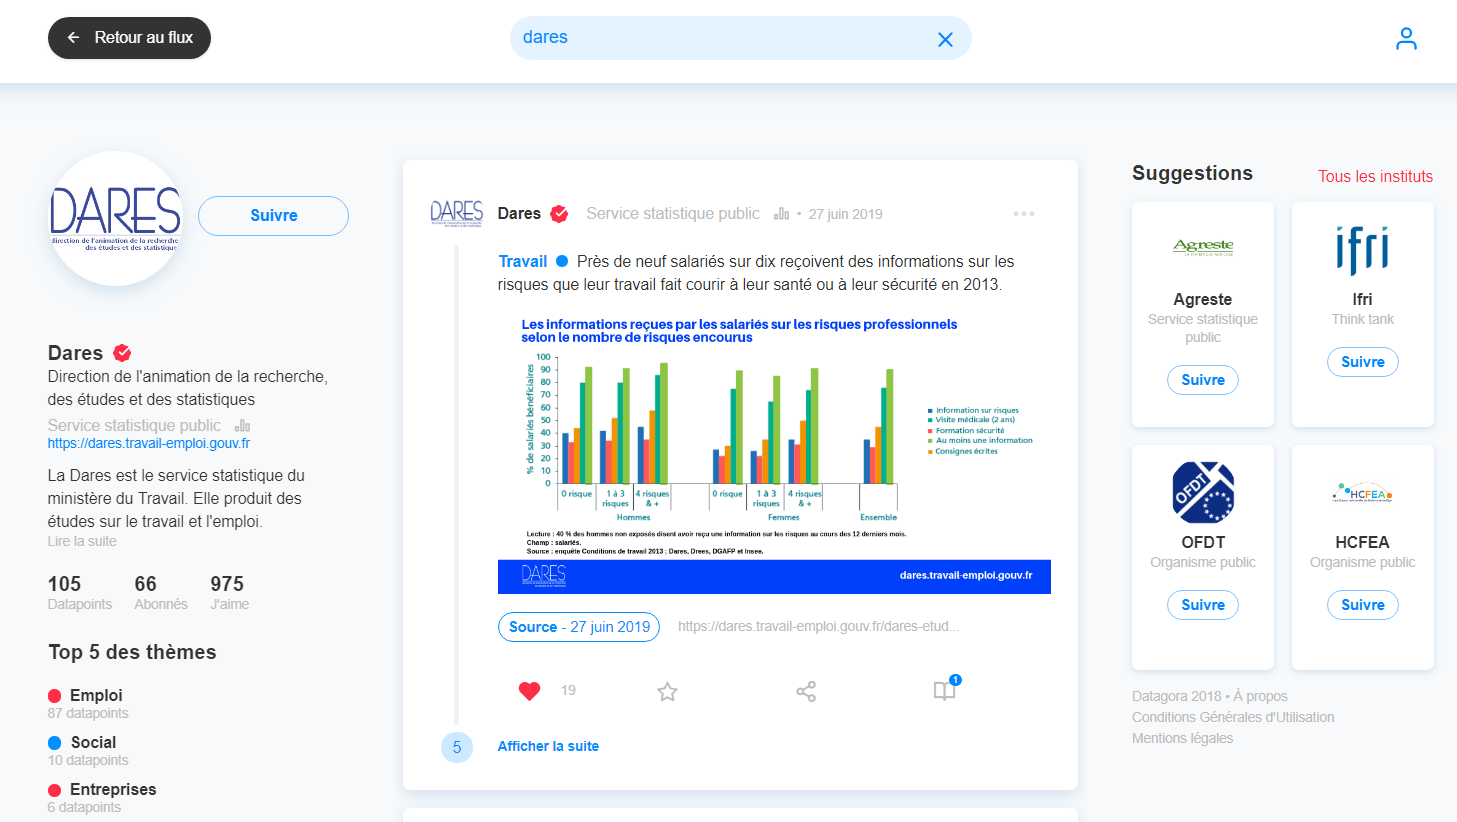 Retour au flux
dares
DARES
direction de l'animation de la recherche
des études et des statistiques
Suivre
Dares
Direction de l'animation de la recherche,
des études et des statistiques
Service statistique public
https://dares.travail-emploi.gouv.fr
La Dares est le service statistique du
ministère du Travail. Elle produit des
études sur le travail et l'emploi.
Lire la suite
105 66 975
Datapoints Abonnés J'aime
Top 5 des thèmes
Emploi
87 datapoints
Social
10 datapoints
Entreprises
6 datapoints
DARES
Dares Service statistique public • 27 juin 2019
Travail Près de neuf salariés sur dix reçoivent des informations sur les
risques que leur travail fait courir à leur santé ou à leur sécurité en 2013.
Les informations reçues par les salariés sur les risques professionnels
selon le nombre de risques encourus
% de salariés bénéficiaires
100
90
80
70
60
50
40
30
20
10
0
0 risque 1 à 3 risques 4 risques & +
Hommes
0 risque 1 à 3 risques 4 risques & +
Femmes
Ensemble
Information sur risques
Visite médicale (2 ans)
Formation sécurité
Au moins une information
Consignes écrites
Lecture : 40 % des hommes non exposés disent avoir reçu une information sur les risques au cours des 12 derniers mois.
Champ : salariés.
Source : enquête Conditions de travail 2013 ; Dares, Drees, DGAFP et Insee.
DARES
dares.travail-emploi.gouv.fr
Source - 27 juin 2019 https://dares.travail-emploi.gouv.fr/dares-etud...
19
1
5 Afficher la suite
Suggestions Tous les instituts
Agreste
Agreste
Service statistique
public
Suivre
ifri
Ifri
Think tank
Suivre
OFDT
OFDT
Organisme public
Suivre
HCFEA
HCFEA
Organisme public
Suivre
Datagora 2018 • À propos
Conditions Générales d'Utilisation
Mentions légales